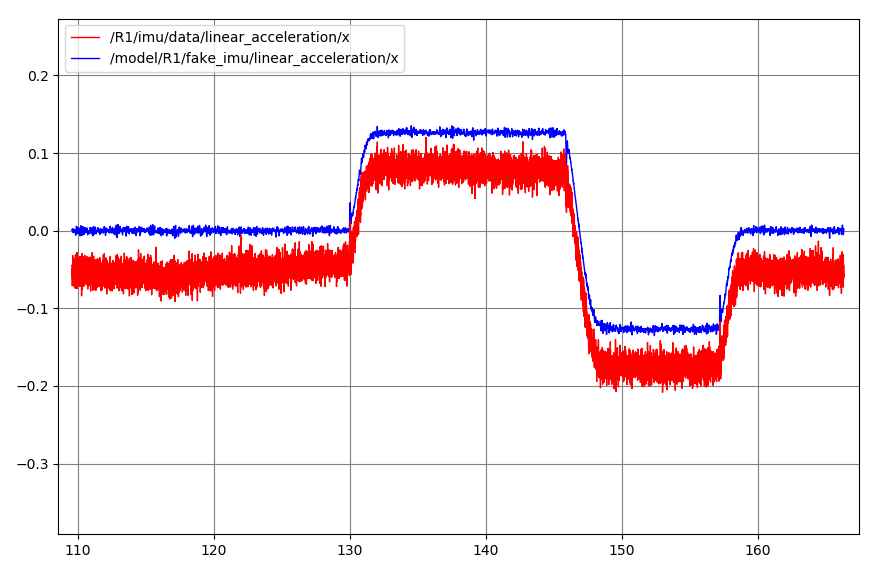 /R1/imu/data/linear_acceleration/x
/model/R1/fake_imu/linear_acceleration/x
0.2
0.1
0.0
−0.1
−0.2
−0.3
110 120 130 140 150 160